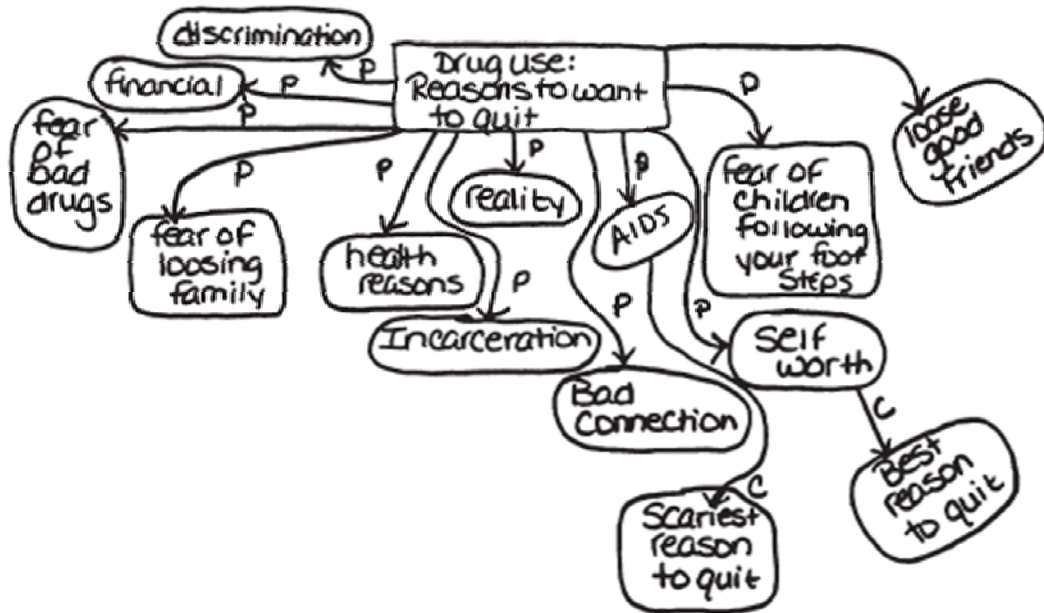 discrimination
Drug use:
Reasons to want
to quit
financial
fear
of
bad
drugs
fear of
loosing
family
health
reasons
reality
Incarceration
AIDS
Bad
Connection
fear of
children
following
your foot
Steps
loose
good
friends
Self
worth
Scariest
reason
to quit
Best
reason
to quit
P
P
P
P
P
P
P
P
P
P
D
C
C